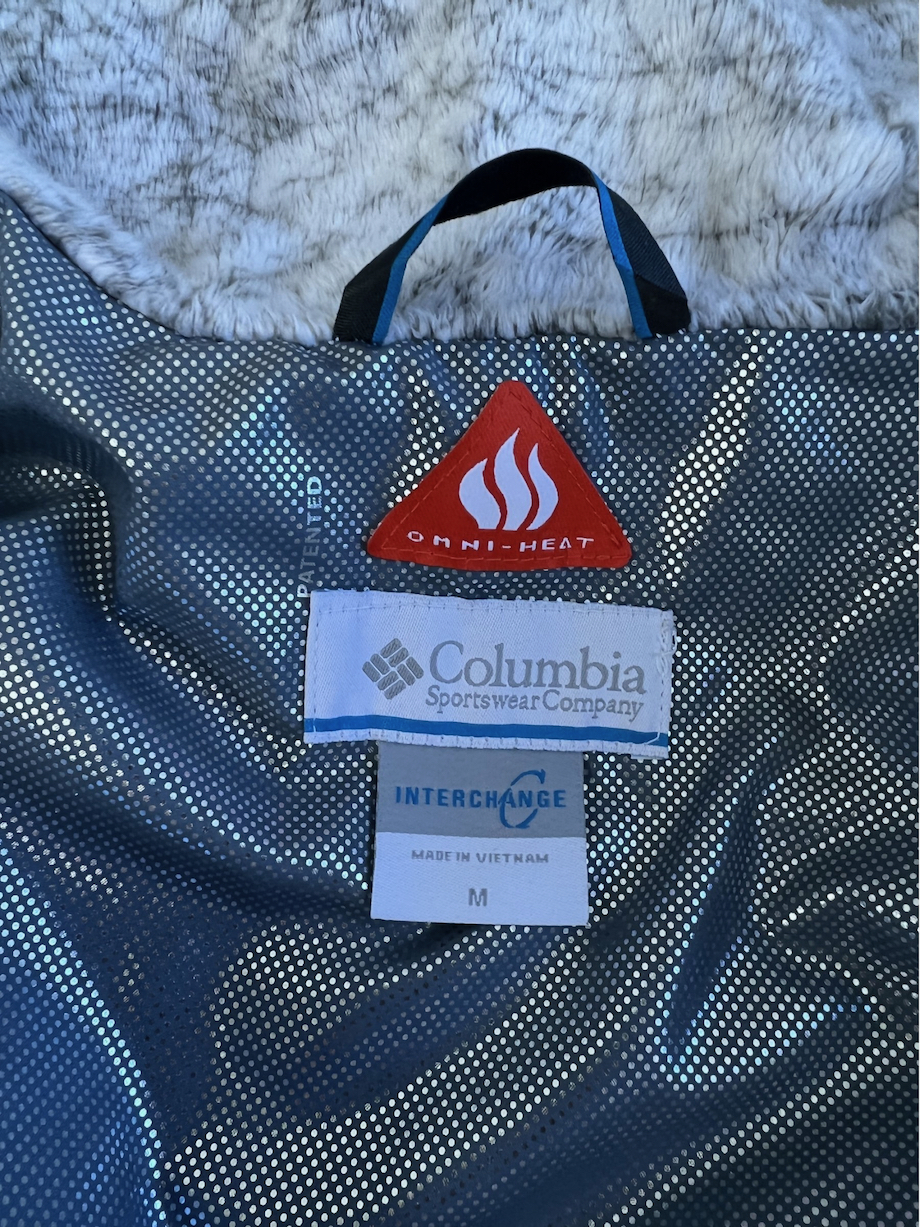 PATENTED
OMNI-HEAT
Columbia
Sportswear Company
INTERCHANGE
MADE IN VIETNAM
M